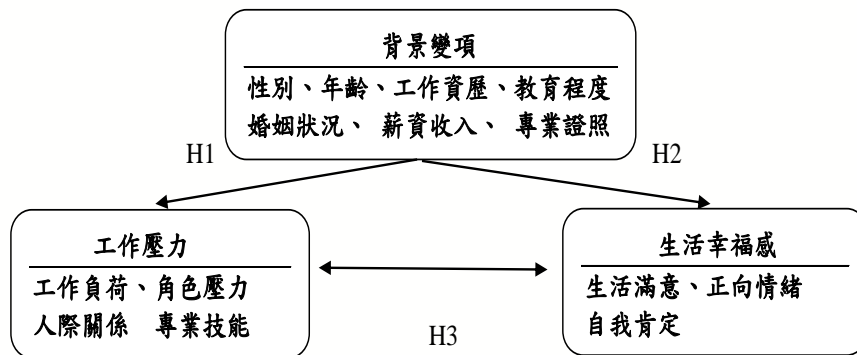 背景變項
性別、年齡、工作資歷、教育程度
婚姻狀況、 薪資收入、 專業證照
H1
H2
工作壓力
工作負荷、角色壓力
人際關係 專業技能
生活幸福感
生活滿意、正向情緒
自我肯定
H3